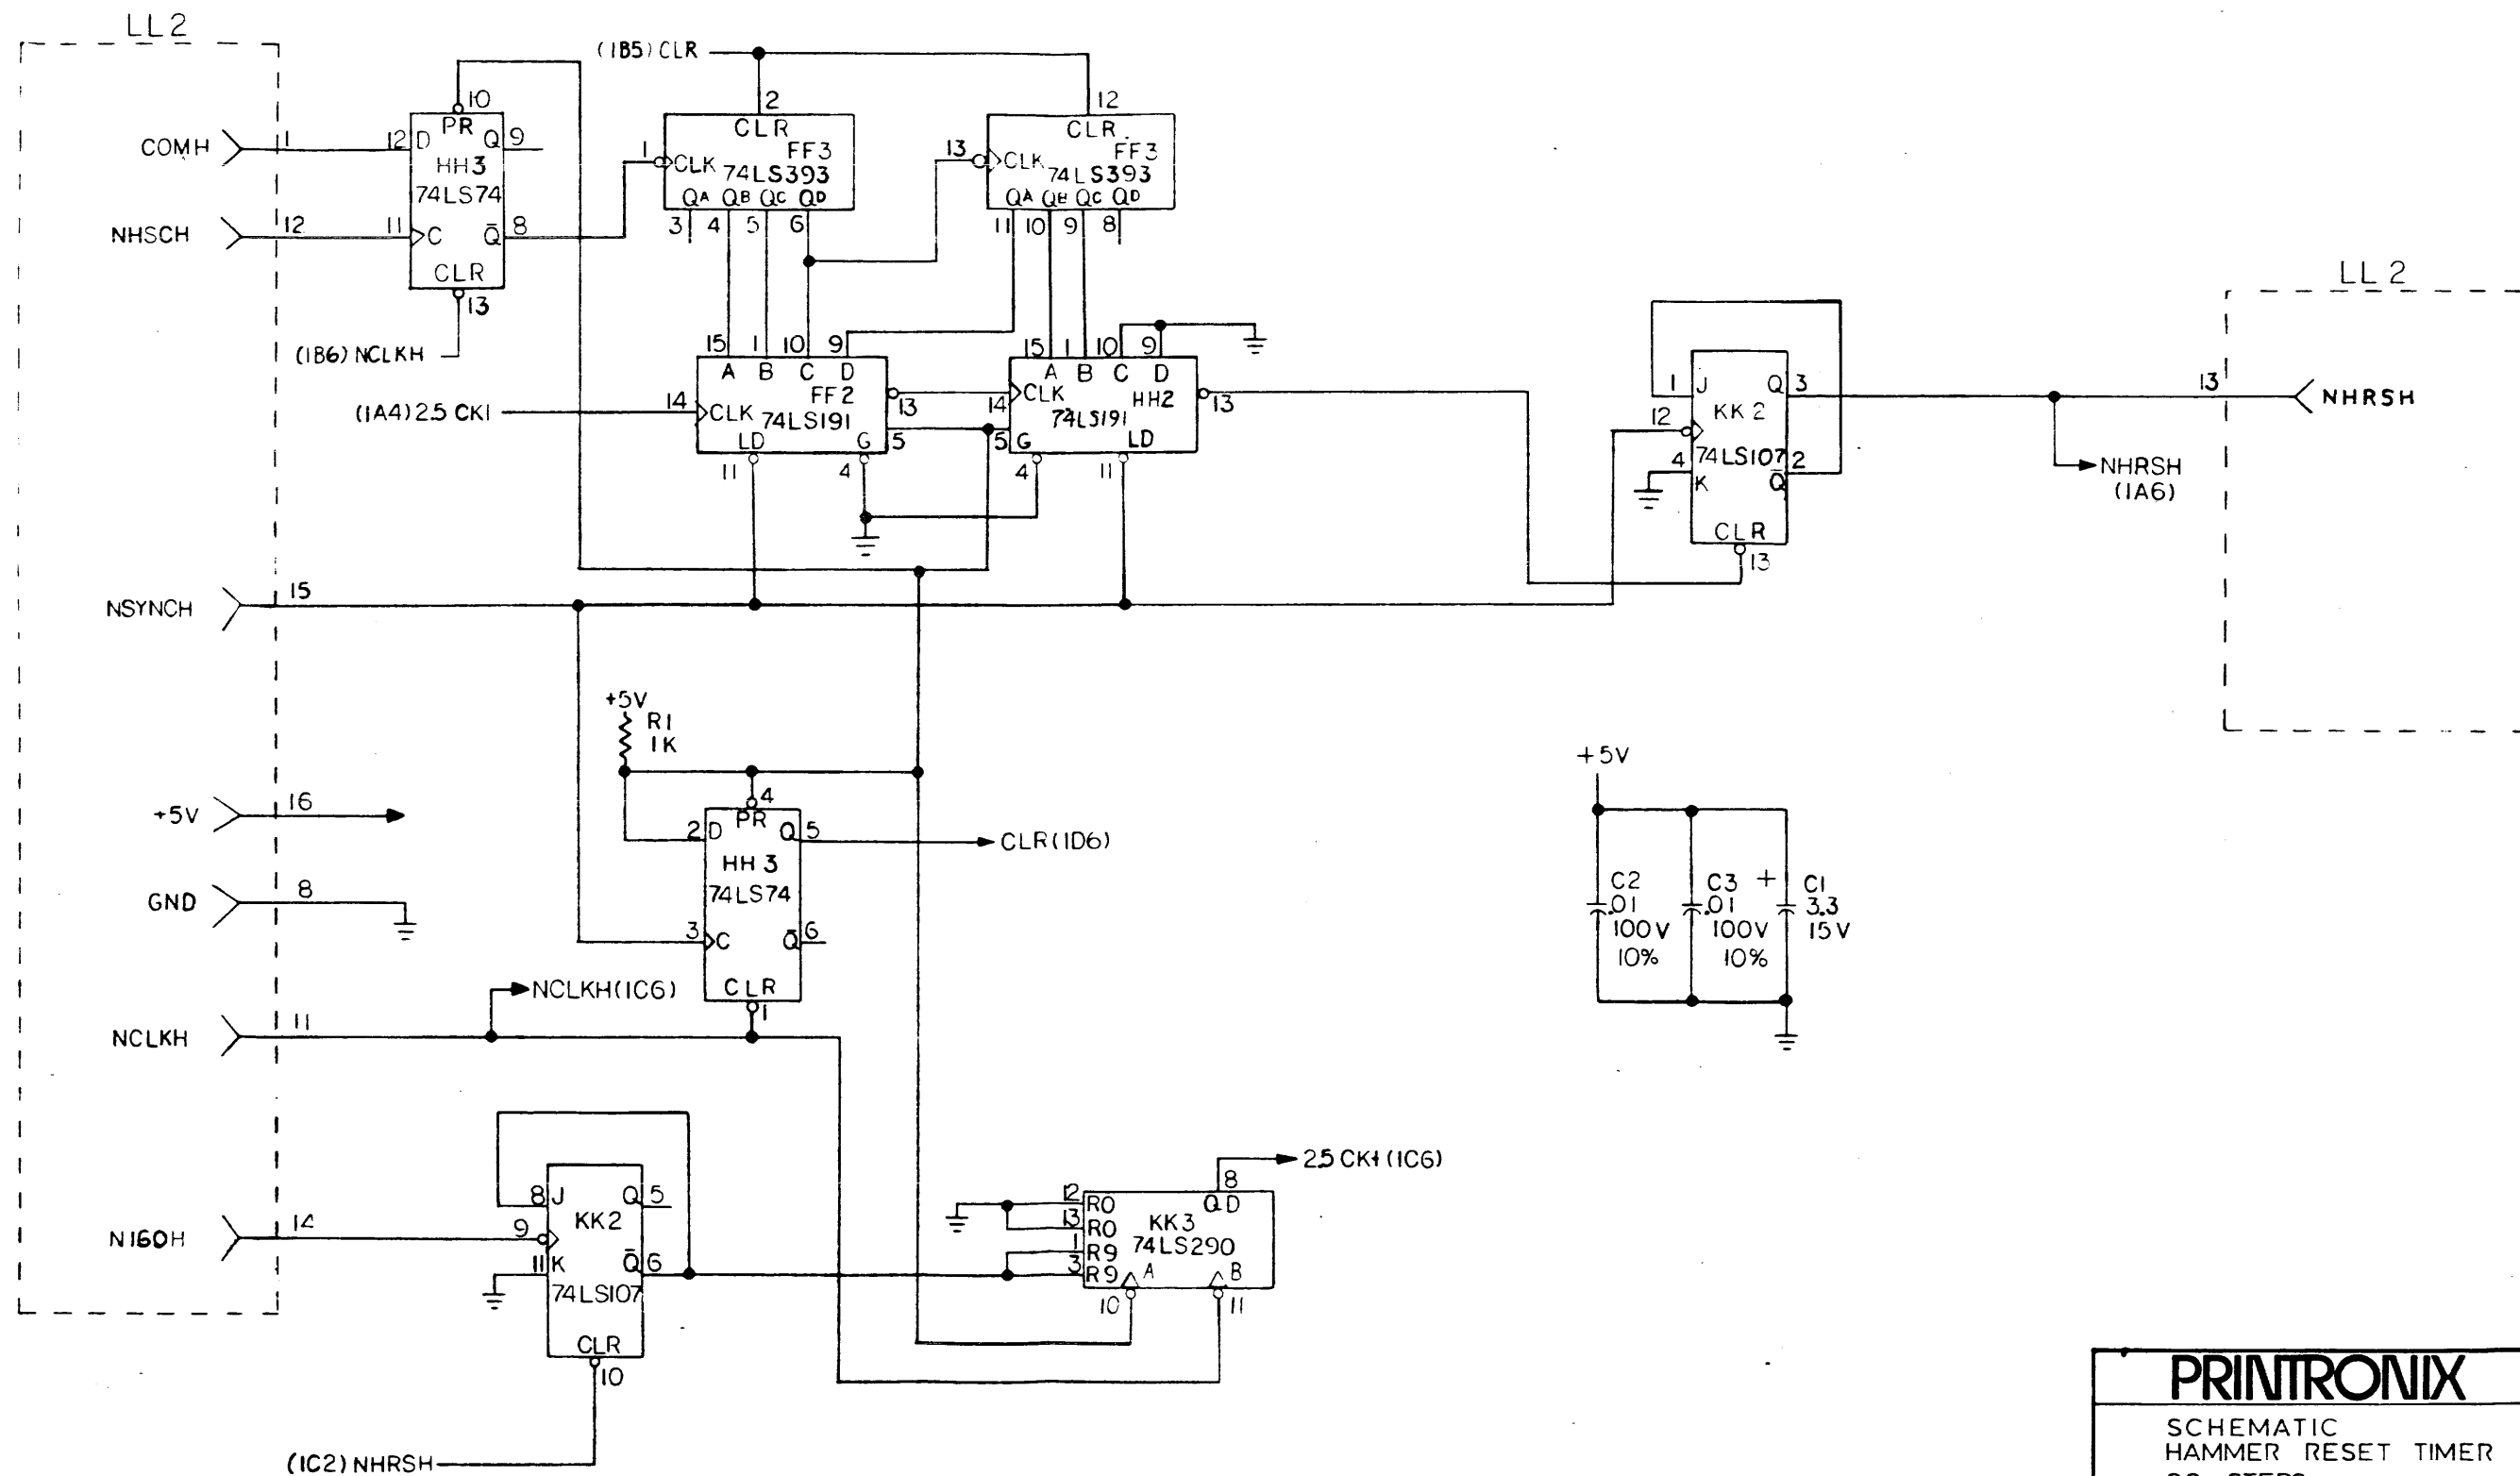 LL2
(1B5) CLR
10
PR
COMH
1
12
D
Q
9
HH3
74LS74
NHSCH
12
11
C
Q̄
8
CLR
13
(1B6) NCLKH
2
CLR
FF3
1
CLK
74LS393
QA QB QC QD
3
4
5
6
12
CLR
FF3
13
CLK
74LS393
QA QB QC QD
11
10
9
8
15
1
10
9
A B C D
FF2
(1A4) 2.5 CK1
14
CLK
74LS191
13
LD
G
5
11
4
15
1
10
9
A B C D
14
CLK
HH2
13
74LS191
5
G
LD
4
11
1
J
Q
3
KK2
12
74LS107
4
K
2
Q̄
CLR
13
LL2
13
NHRSH
NHRSH
(1A6)
NSYNCH
15
+5V
R1
1K
4
PR
2
D
Q
5
CLR(1D6)
HH3
74LS74
3
C
Q̄
6
CLR
1
+5V
16
GND
8
NCLKH(1C6)
NCLKH
11
+5V
C2
.01
100V
10%
C3
.01
100V
10%
+
C1
3.3
15V
8
J
Q
5
KK2
N160H
14
9
11
K
Q̄
6
74LS107
CLR
10
(1C2) NHRSH
2.5 CK1 (1C6)
8
12
R0
QD
13
R0
KK3
1
R9
74LS290
3
R9
A
B
10
11
PRINTRONIX
SCHEMATIC
HAMMER RESET TIMER